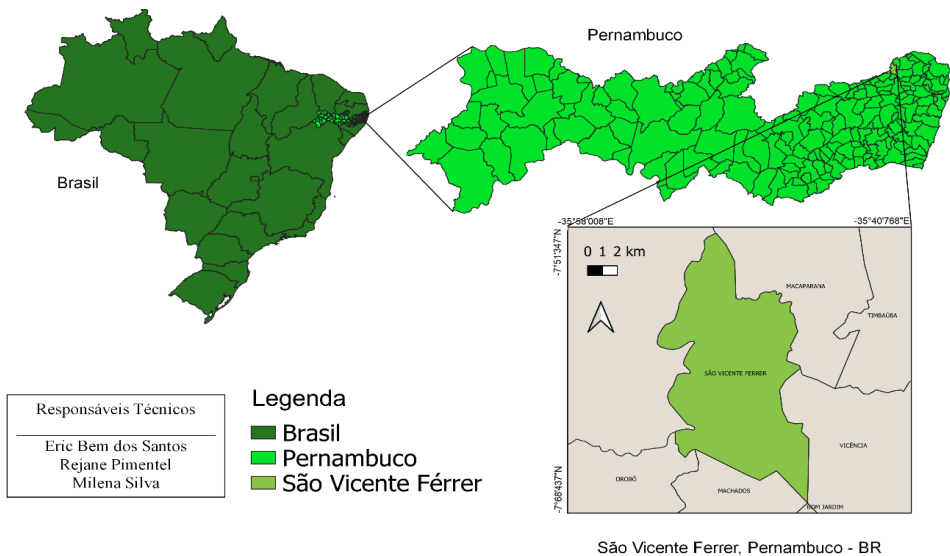 Pernambuco
Brasil
-35°58'008"E
-35°40'768"E
-7°51'347"N
0 1 2 km
MACAPARANA
TIMBAÚBA
SÃO VICENTE FERRER
VICÊNCIA
OROBÓ
MACHADOS
BOM JARDIM
-7°68'437"N
Responsáveis Técnicos
Eric Bem dos Santos
Rejane Pimentel
Milena Silva
Legenda
Brasil
Pernambuco
São Vicente Férrer
São Vicente Ferrer, Pernambuco - BR